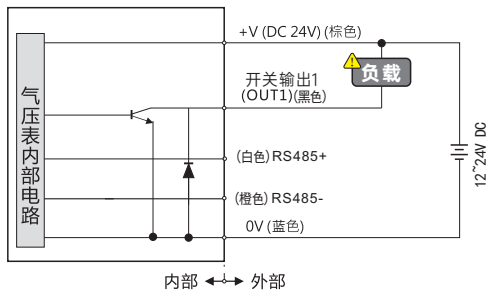 +V (DC 24V) (棕色)
负载
开关输出1
(OUT1)(黑色)
气压表内部电路
(白色) RS485+
12~24V DC
(橙色) RS485-
0V (蓝色)
内部
外部